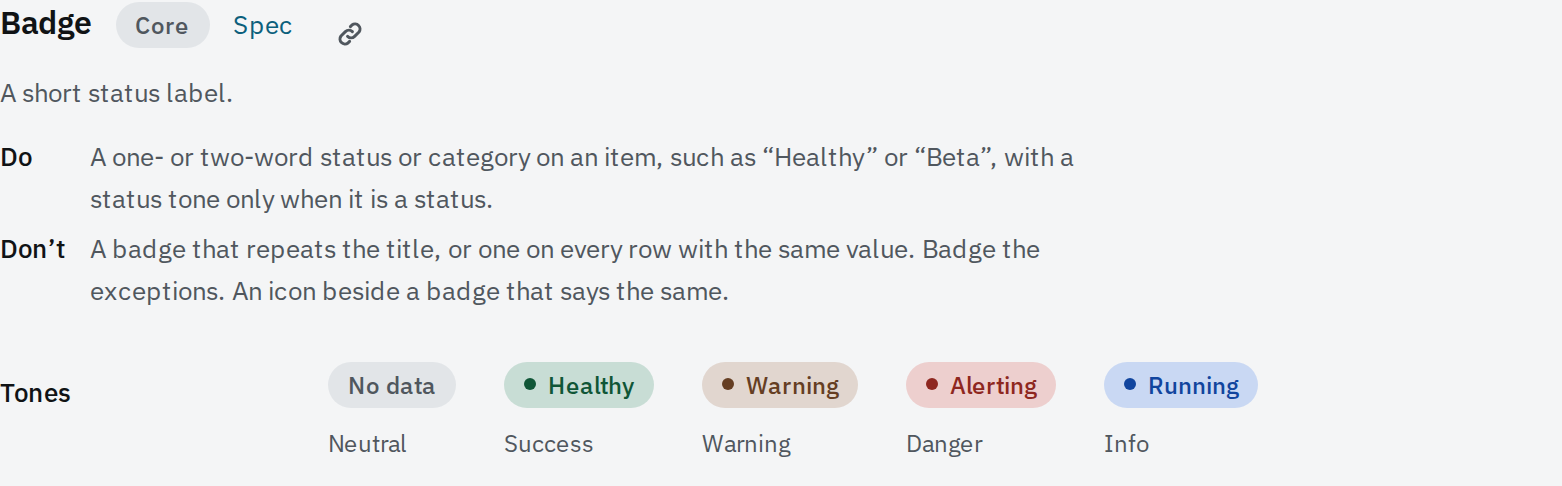 Badge Core Spec
A short status label.
Do A one- or two-word status or category on an item, such as “Healthy” or “Beta”, with a
status tone only when it is a status.
Don’t A badge that repeats the title, or one on every row with the same value. Badge the
exceptions. An icon beside a badge that says the same.
Tones No data Healthy Warning Alerting Running
Neutral Success Warning Danger Info